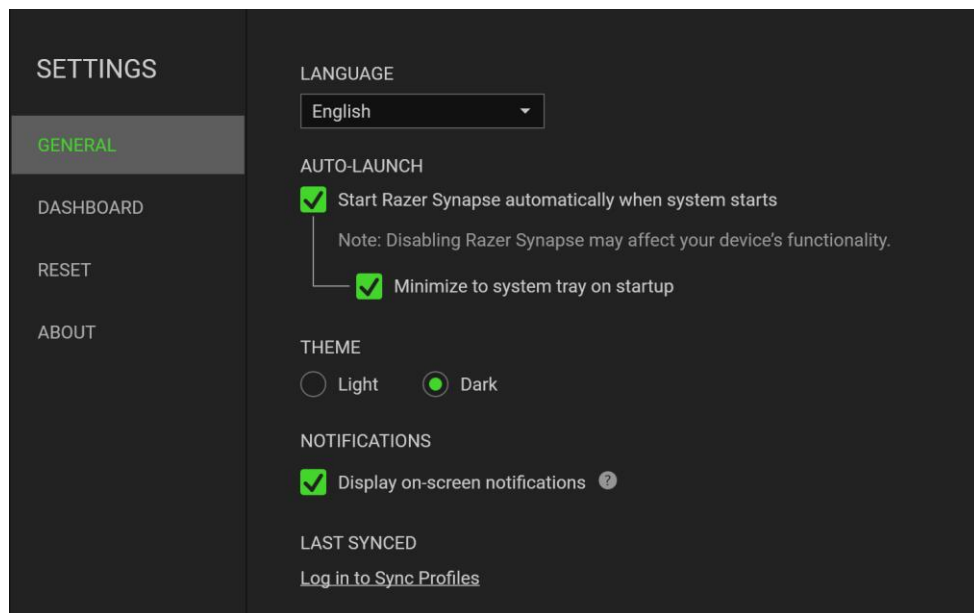 SETTINGS
GENERAL
DASHBOARD
RESET
ABOUT
LANGUAGE
English
AUTO-LAUNCH
Start Razer Synapse automatically when system starts
Note: Disabling Razer Synapse may affect your device’s functionality.
Minimize to system tray on startup
THEME
Light Dark
NOTIFICATIONS
Display on-screen notifications ?
LAST SYNCED
Log in to Sync Profiles